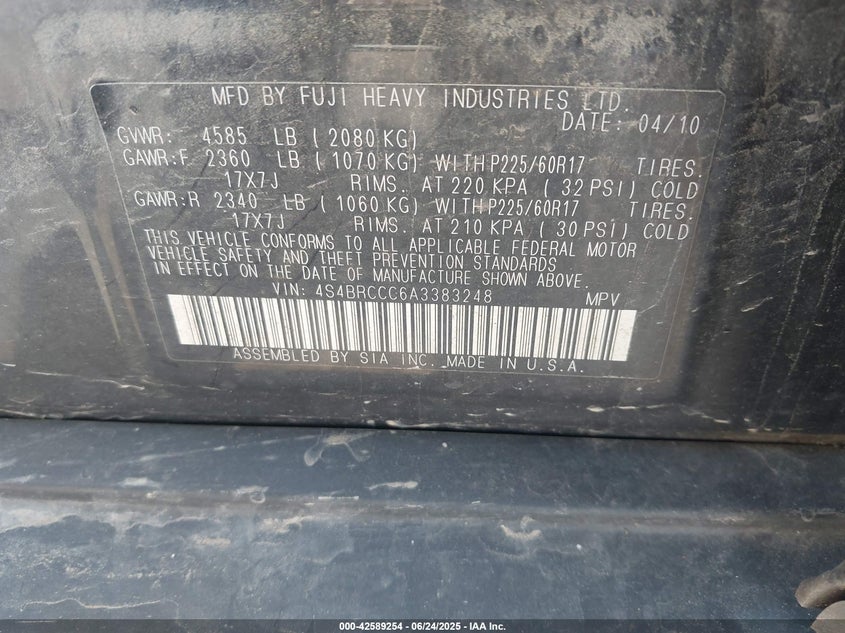 MFD BY FUJI HEAVY INDUSTRIES LTD.
DATE: 04/10
GVWR: 4585 LB ( 2080 KG)
GAWR:F 2360 LB ( 1070 KG) WITH P225/60R17 TIRES.
17X7J RIMS. AT 220 KPA ( 32 PSI) COLD
GAWR:R 2340 LB ( 1060 KG) WITH P225/60R17 TIRES.
17X7J RIMS. AT 210 KPA ( 30 PSI) COLD
THIS VEHICLE CONFORMS TO ALL APPLICABLE FEDERAL MOTOR
VEHICLE SAFETY AND THEFT PREVENTION STANDARDS
IN EFFECT ON THE DATE OF MANUFACTURE SHOWN ABOVE.
VIN: 4S4BRCCC6A3383248 MPV
ASSEMBLED BY SIA INC. MADE IN U.S.A.
000-42589254 - 06/24/2025 - IAA Inc.